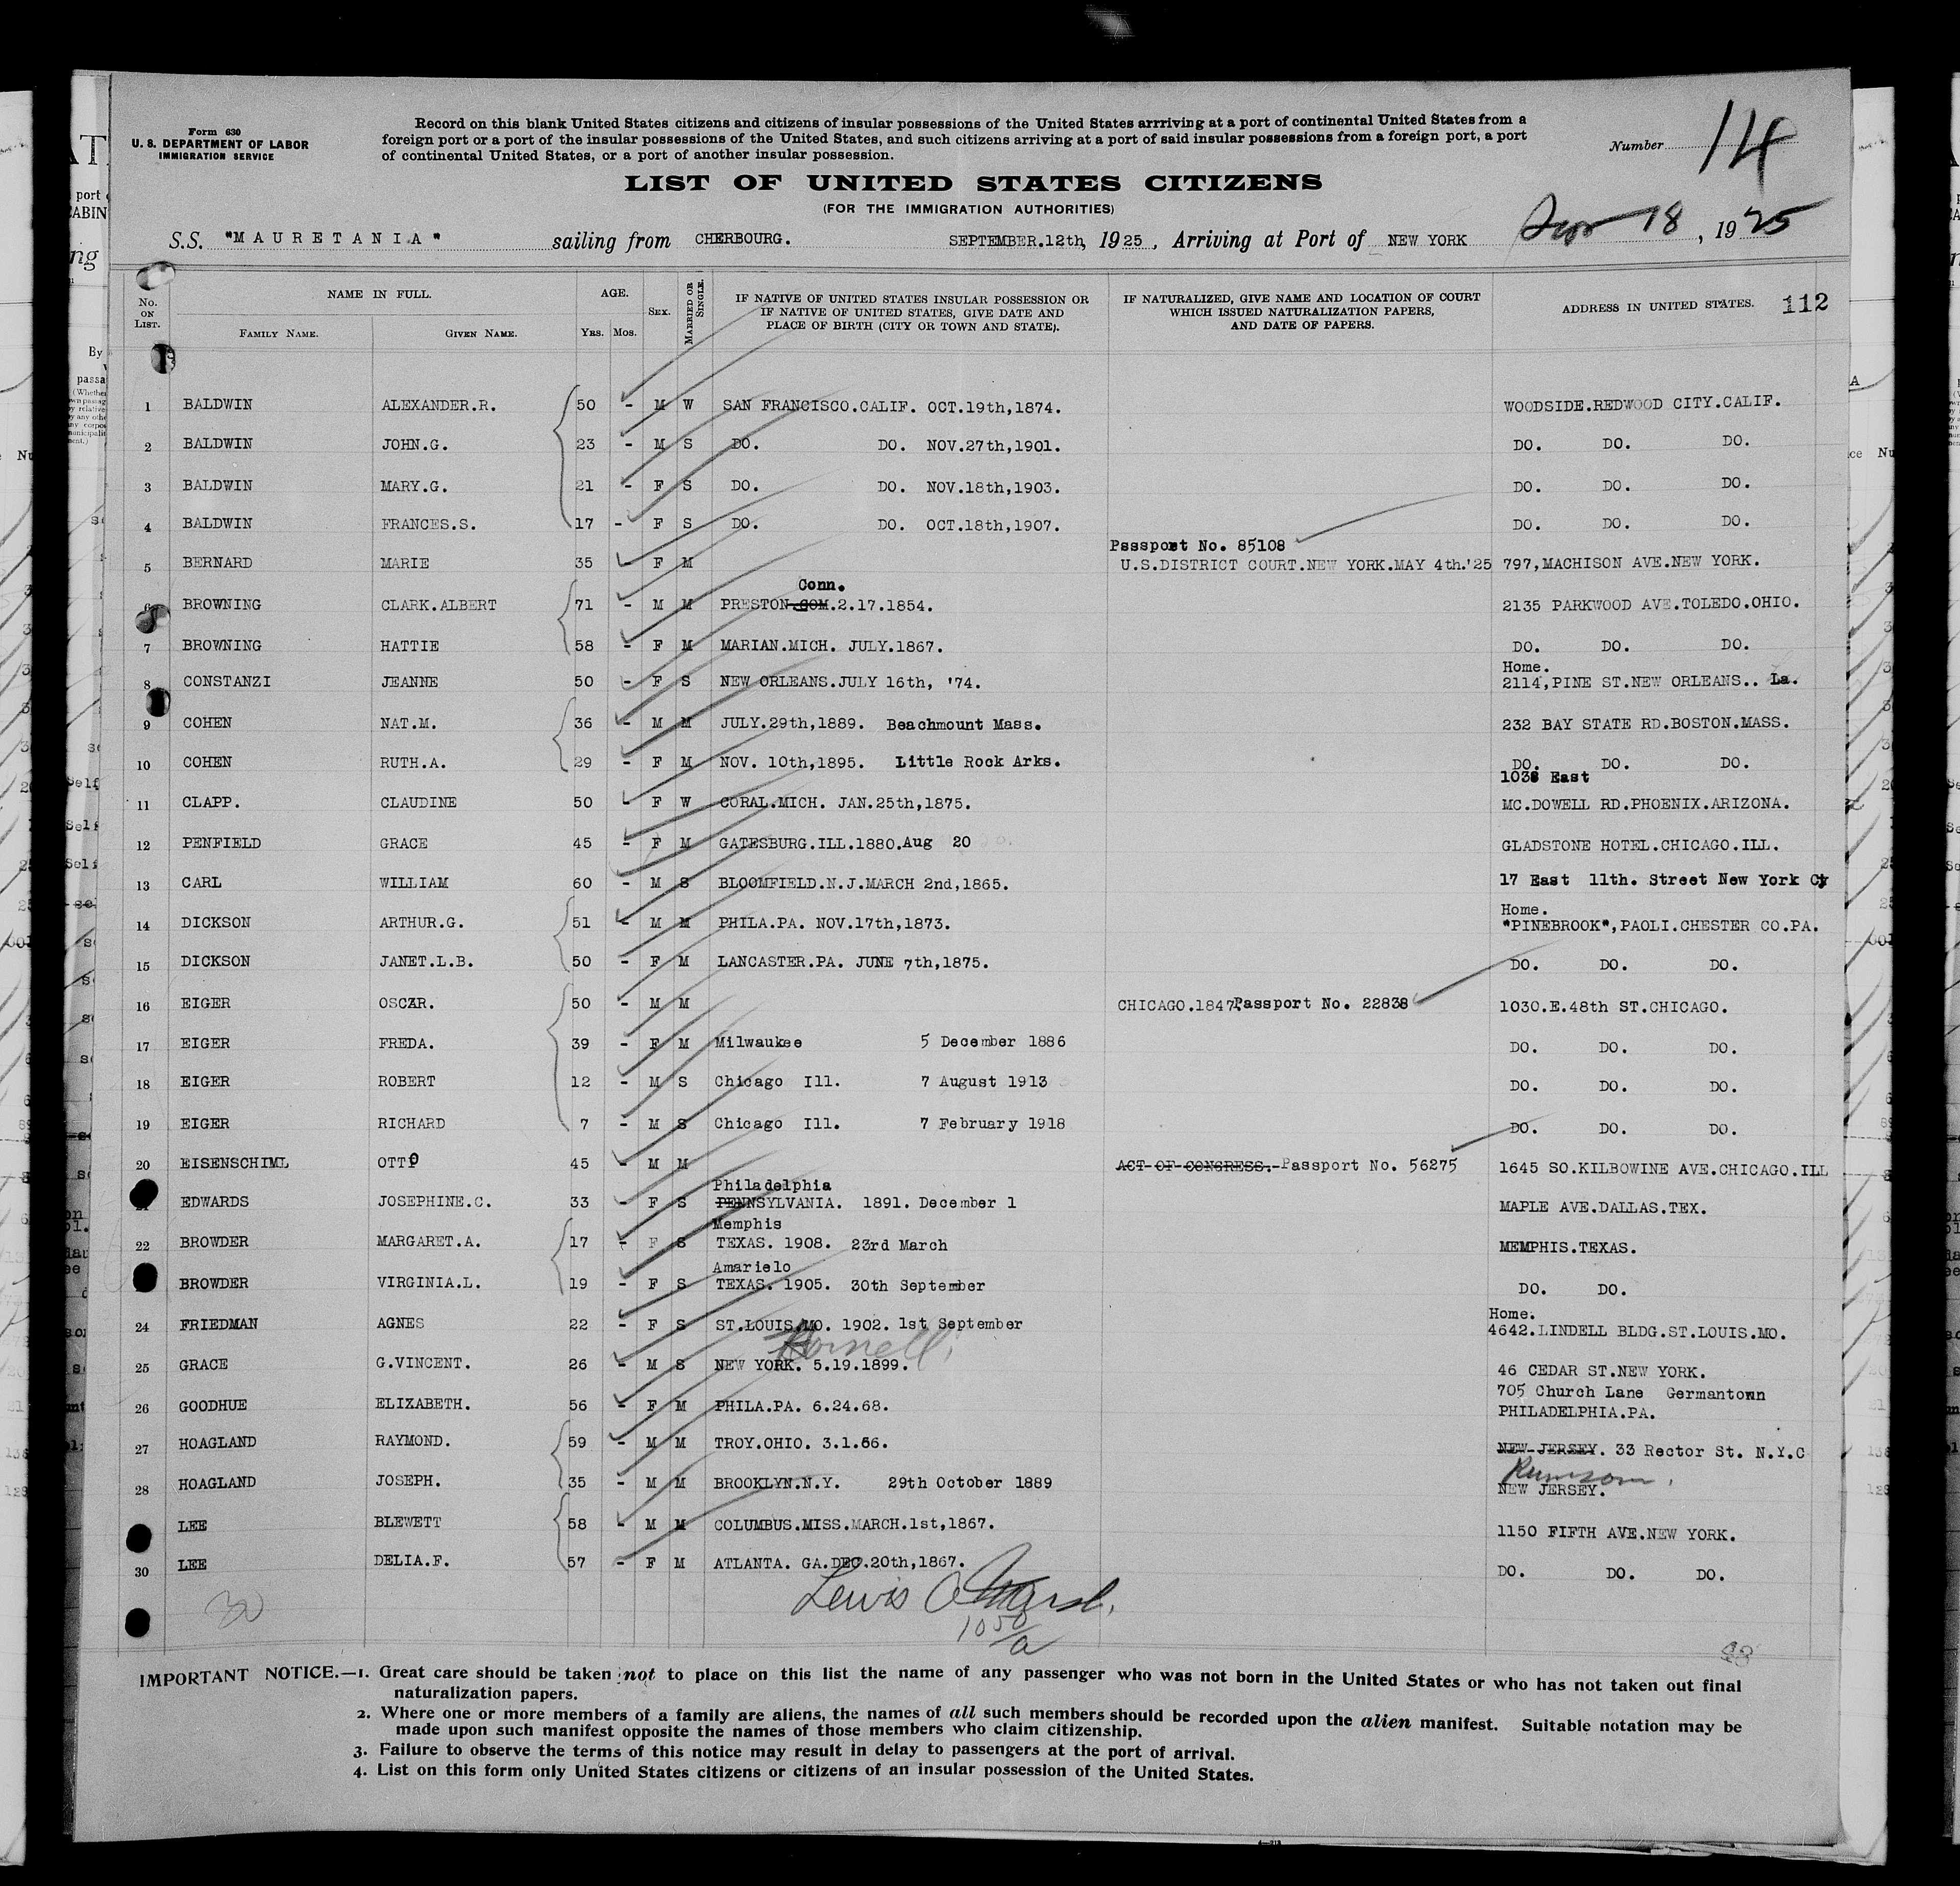 Form 630
U. S. DEPARTMENT OF LABOR
IMMIGRATION SERVICE
Record on this blank United States citizens and citizens of insular possessions of the United States arrriving at a port of continental United States from a
foreign port or a port of the insular possessions of the United States, and such citizens arriving at a port of said insular possessions from a foreign port, a port
of continental United States, or a port of another insular possession.
Number 14
LIST OF UNITED STATES CITIZENS
(FOR THE IMMIGRATION AUTHORITIES)
S.S. "MAURETANIA" sailing from CHERBOURG. SEPTEMBER.12th, 1925, Arriving at Port of NEW YORK 18, 1925
No. ON LIST. NAME IN FULL. AGE. SEX. MARRIED OR SINGLE. IF NATIVE OF UNITED STATES INSULAR POSSESSION OR IF NATIVE OF UNITED STATES, GIVE DATE AND PLACE OF BIRTH (CITY OR TOWN AND STATE). IF NATURALIZED, GIVE NAME AND LOCATION OF COURT WHICH ISSUED NATURALIZATION PAPERS, AND DATE OF PAPERS. ADDRESS IN UNITED STATES. 112
FAMILY NAME. GIVEN NAME. YRS. MOS.
1 BALDWIN ALEXANDER.R. 50 - M W SAN FRANCISCO.CALIF. OCT.19th,1874. WOODSIDE.REDWOOD CITY.CALIF.
2 BALDWIN JOHN.G. 23 - M S DO. DO. NOV.27th,1901. DO. DO. DO.
3 BALDWIN MARY.G. 21 - F S DO. DO. NOV.18th,1903. DO. DO. DO.
4 BALDWIN FRANCES.S. 17 - F S DO. DO. OCT.18th,1907. DO. DO. DO.
Passport No. 85108
5 BERNARD MARIE 35 - F M U.S.DISTRICT COURT.NEW YORK.MAY 4th.'25 797,MACHISON AVE.NEW YORK.
Conn.
6 BROWNING CLARK.ALBERT 71 - M M PRESTON.COM.2.17.1854. 2135 PARKWOOD AVE.TOLEDO.OHIO.
7 BROWNING HATTIE 58 - F M MARIAN.MICH. JULY.1867. DO. DO. DO.
Home.
8 CONSTANZI JEANNE 50 - F S NEW ORLEANS.JULY 16th, '74. 2114,PINE ST.NEW ORLEANS.. La.
9 COHEN NAT.M. 36 - M M JULY.29th,1889. Beachmount Mass. 232 BAY STATE RD.BOSTON.MASS.
10 COHEN RUTH.A. 29 - F M NOV. 10th,1895. Little Rock Arks. DO. DO. DO.
1038 East
11 CLAPP. CLAUDINE 50 - F W CORAL.MICH. JAN.25th,1875. MC.DOWELL RD.PHOENIX.ARIZONA.
12 PENFIELD GRACE 45 - F M GATESBURG.ILL.1880.Aug 20 GLADSTONE HOTEL.CHICAGO.ILL.
13 CARL WILLIAM 60 - M S BLOOMFIELD.N.J.MARCH 2nd,1865. 17 East 11th. Street New York Cy
Home.
14 DICKSON ARTHUR.G. 51 - M M PHILA.PA. NOV.17th,1873. "PINEBROOK",PAOLI.CHESTER CO.PA.
15 DICKSON JANET.L.B. 50 - F M LANCASTER.PA. JUNE 7th,1875. DO. DO. DO.
16 EIGER OSCAR. 50 - M M CHICAGO.1847.Passport No. 22838 1030.E.48th ST.CHICAGO.
17 EIGER FREDA. 39 - F M Milwaukee 5 December 1886 DO. DO. DO.
18 EIGER ROBERT 12 - M S Chicago Ill. 7 August 1913 DO. DO. DO.
19 EIGER RICHARD 7 - M S Chicago Ill. 7 February 1918 DO. DO. DO.
20 EISENSCHIML OTTO 45 - M M ACT-OF-CONGRESS.-Passport No. 56275 1645 SO.KILBOWINE AVE.CHICAGO.ILL
Philadelphia
EDWARDS JOSEPHINE.C. 33 - F S PENNSYLVANIA. 1891. December 1 MAPLE AVE.DALLAS.TEX.
Memphis
22 BROWDER MARGARET.A. 17 - F S TEXAS. 1908. 23rd March MEMPHIS.TEXAS.
Amarielo
BROWDER VIRGINIA.L. 19 - F S TEXAS. 1905. 30th September DO. DO.
Home.
24 FRIEDMAN AGNES 22 - F S ST.LOUIS.MO. 1902. 1st September 4642.LINDELL BLDG.ST.LOUIS.MO.
Hornell.
25 GRACE G.VINCENT. 26 - M S NEW YORK. 5.19.1899. 46 CEDAR ST.NEW YORK.
705 Church Lane Germantown
26 GOODHUE ELIZABETH. 56 - F M PHILA.PA. 6.24.68. PHILADELPHIA.PA.
27 HOAGLAND RAYMOND. 59 - M M TROY.OHIO. 3.1.66. NEW-JERSEY. 33 Rector St. N.Y.C
Rumson.
28 HOAGLAND JOSEPH. 35 - M M BROOKLYN.N.Y. 29th October 1889 NEW JERSEY.
LEE BLEWETT 58 - M M COLUMBUS.MISS.MARCH.1st,1867. 1150 FIFTH AVE.NEW YORK.
30 LEE DELIA.F. 57 - F M ATLANTA. GA.DEC.20th,1867. DO. DO. DO.
30 Lewis
1050
a
IMPORTANT NOTICE.—1. Great care should be taken not to place on this list the name of any passenger who was not born in the United States or who has not taken out final
naturalization papers.
2. Where one or more members of a family are aliens, the names of all such members should be recorded upon the alien manifest. Suitable notation may be
made upon such manifest opposite the names of those members who claim citizenship.
3. Failure to observe the terms of this notice may result in delay to passengers at the port of arrival.
4. List on this form only United States citizens or citizens of an insular possession of the United States.